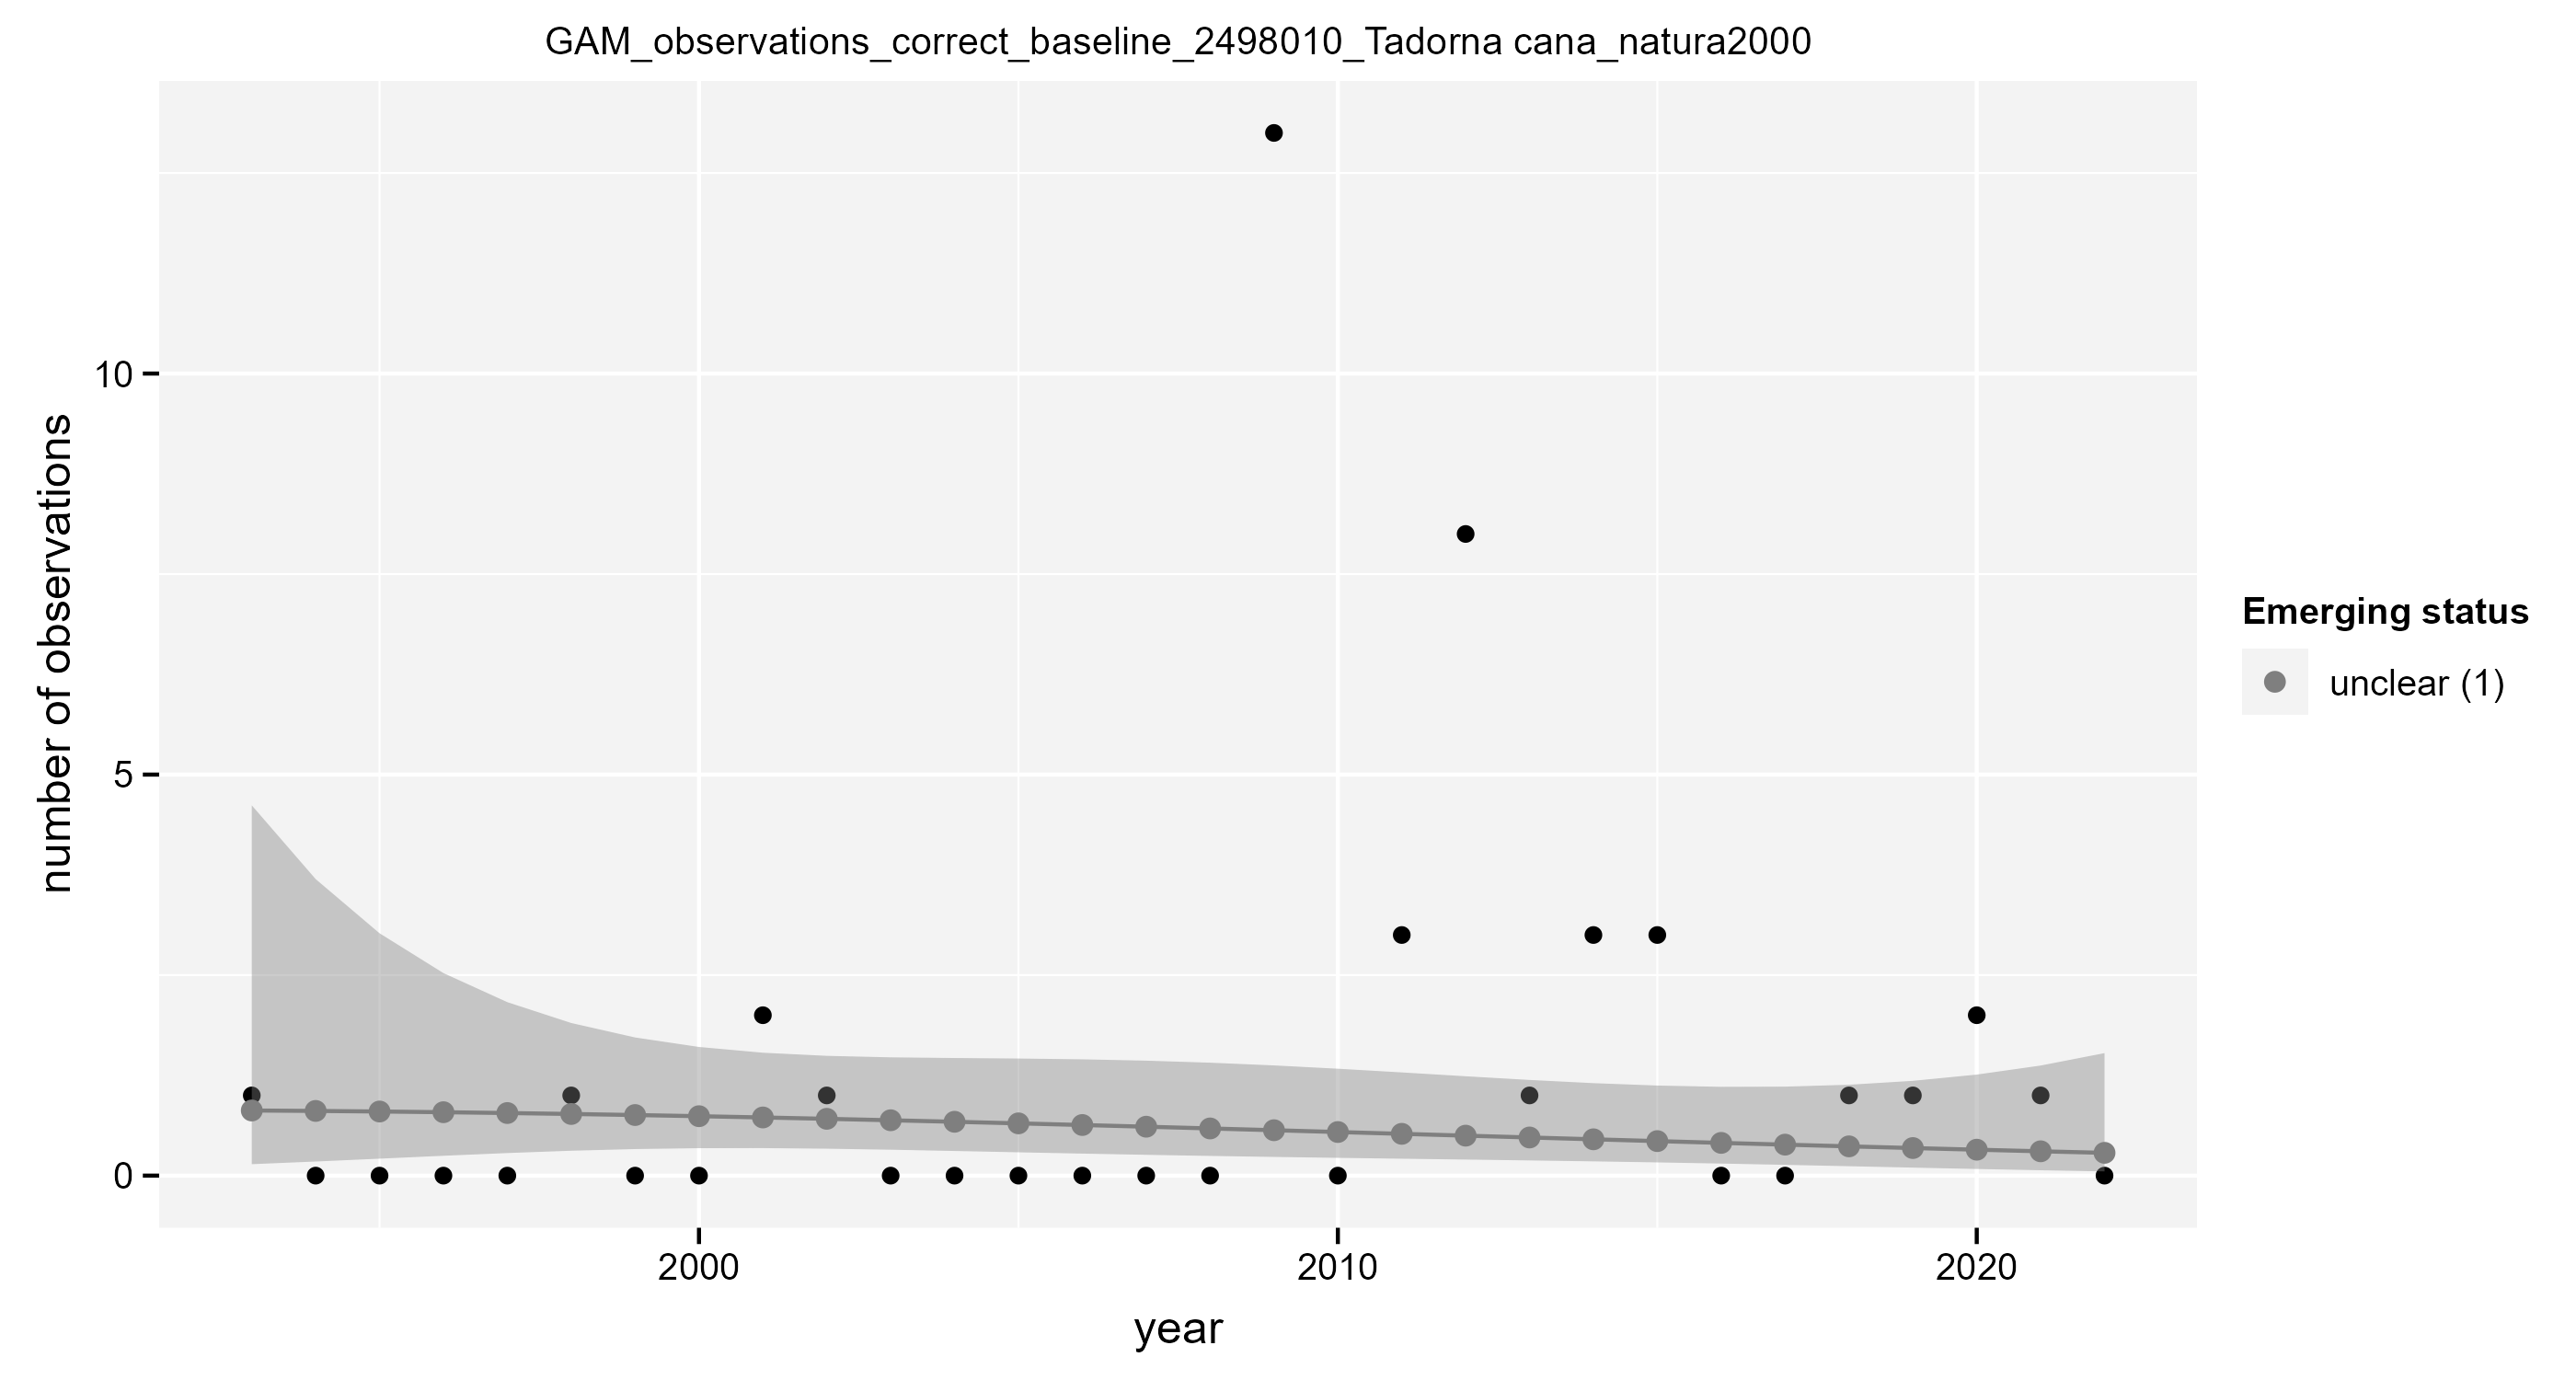 GAM_observations_correct_baseline_2498010_Tadorna cana_natura2000
number of observations
10
5
0
2000
2010
2020
year
Emerging status
unclear (1)